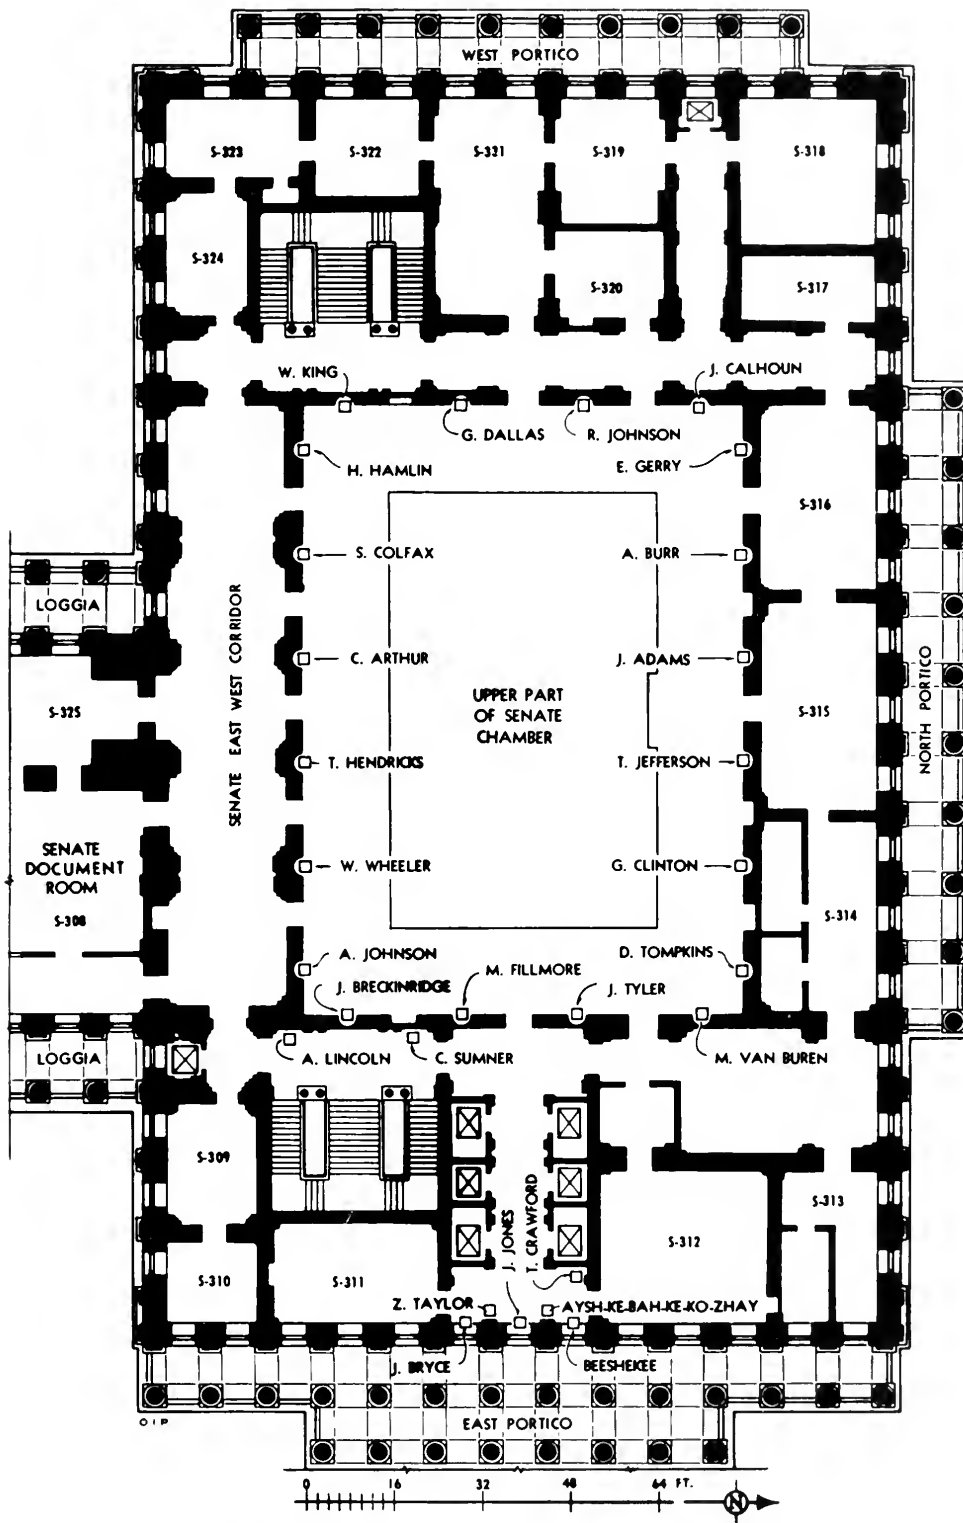 WEST PORTICO
S-323
S-322
S-321
S-319
S-318
S-324
S-320
S-317
W. KING
J. CALHOUN
G. DALLAS
R. JOHNSON
H. HAMLIN
E. GERRY
S-316
S. COLFAX
A. BURR
LOGGIA
SENATE EAST WEST CORRIDOR
C. ARTHUR
J. ADAMS
NORTH PORTICO
S-325
UPPER PART
OF SENATE
CHAMBER
S-315
T. HENDRICKS
T. JEFFERSON
SENATE
DOCUMENT
ROOM
S-308
W. WHEELER
G. CLINTON
S-314
A. JOHNSON
D. TOMPKINS
J. BRECKINRIDGE
M. FILLMORE
J. TYLER
LOGGIA
A. LINCOLN
C. SUMNER
M. VAN BUREN
S-309
S-313
J. JONES
T. CRAWFORD
S-312
S-310
S-311
Z. TAYLOR
AYSH-KE-BAH-KE-KO-ZHAY
J. BRYCE
BEESHEKEE
O I P
EAST PORTICO
0 16 32 48 64 FT.
N